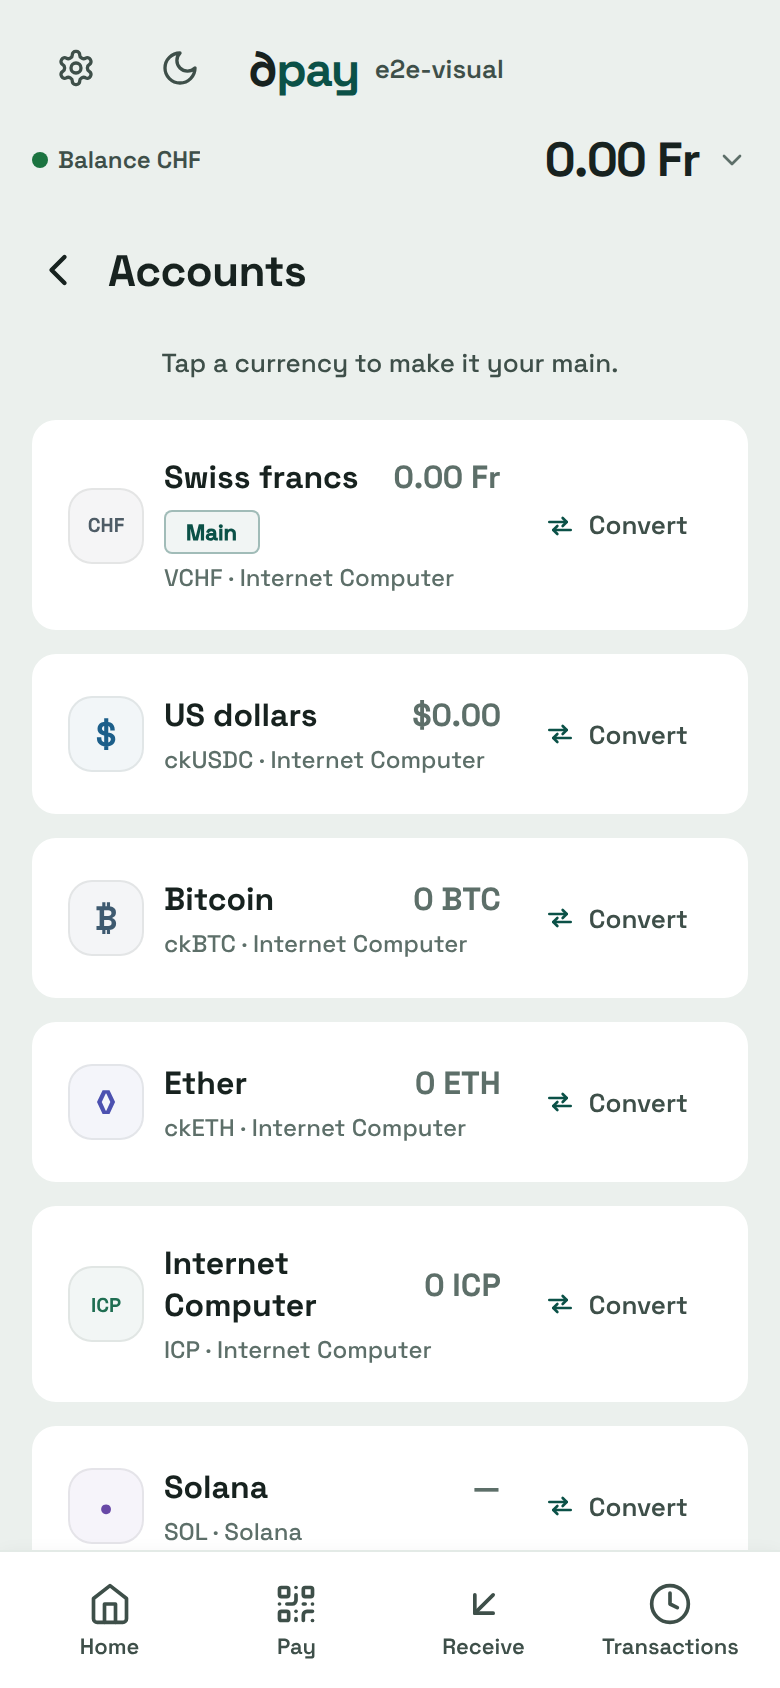 ∂pay e2e-visual
Balance CHF 0.00 Fr
Accounts
Tap a currency to make it your main.
CHF Swiss francs 0.00 Fr
Main
VCHF · Internet Computer
Convert
$ US dollars $0.00
ckUSDC · Internet Computer
Convert
₿ Bitcoin 0 BTC
ckBTC · Internet Computer
Convert
Ether 0 ETH
ckETH · Internet Computer
Convert
ICP Internet
Computer 0 ICP
ICP · Internet Computer
Convert
Solana —
SOL · Solana
Convert
Home Pay Receive Transactions